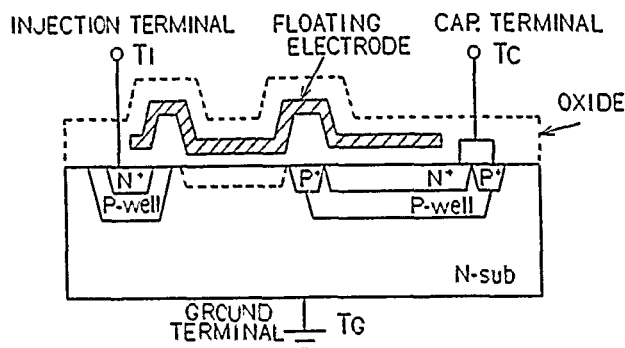 INJECTION TERMINAL
FLOATING
ELECTRODE
CAP. TERMINAL
TI
TC
OXIDE
N+
P-well
P+
N+
P+
P-well
N-sub
GROUND
TERMINAL
TG